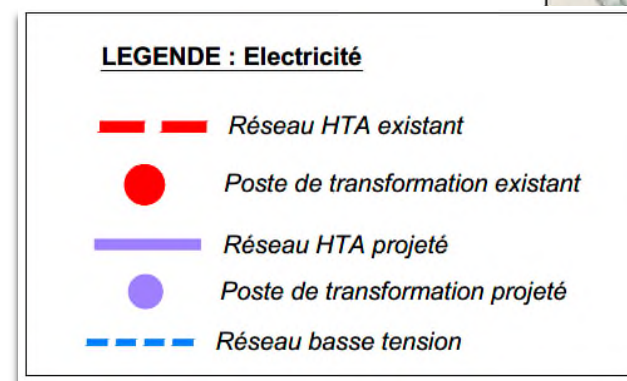 LEGENDE : Electricité
Réseau HTA existant
Poste de transformation existant
Réseau HTA projeté
Poste de transformation projeté
Réseau basse tension